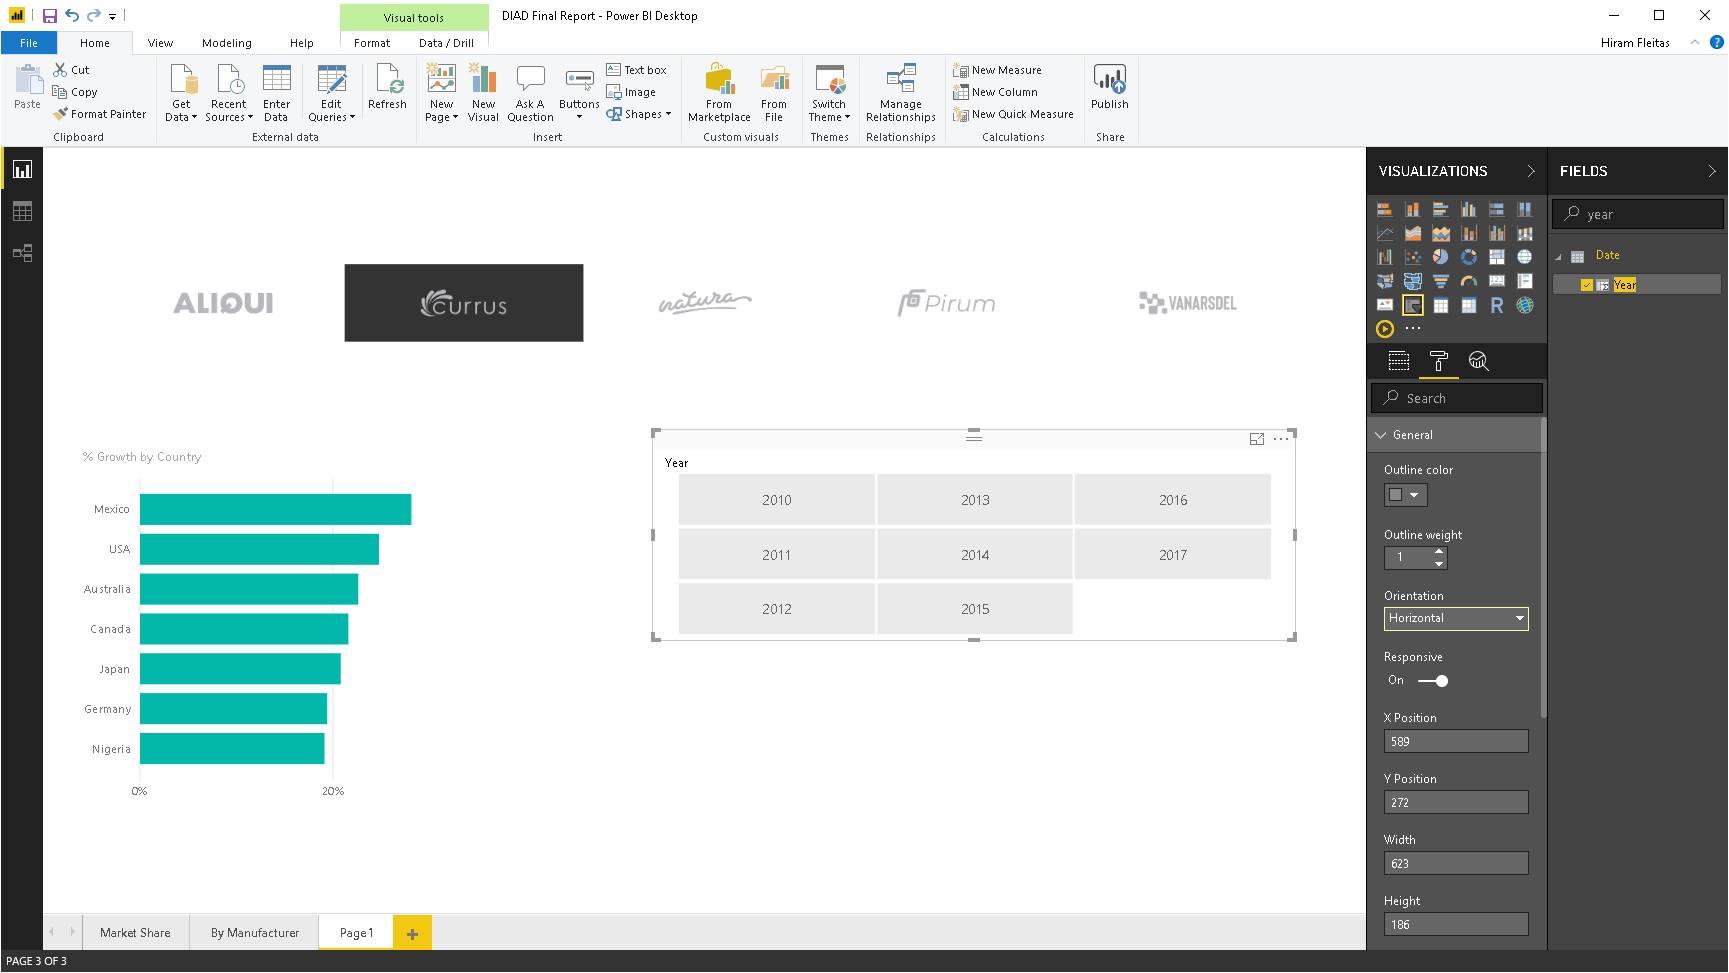 Visual tools
DIAD Final Report - Power BI Desktop
File
Home
View
Modeling
Help
Format
Data / Drill
Hiram Fleitas
?
Paste
Cut
Copy
Format Painter
Clipboard
Get Data
Recent Sources
Enter Data
Edit Queries
Refresh
External data
New Page
New Visual
Ask A Question
Buttons
Text box
Image
Shapes
Insert
From Marketplace
From File
Custom visuals
Switch Theme
Themes
Manage Relationships
Relationships
New Measure
New Column
New Quick Measure
Calculations
Publish
Share
ALIQUI
currus
natura
Pirum
VANARSDEL
% Growth by Country
Mexico
USA
Australia
Canada
Japan
Germany
Nigeria
0%
20%
Year
2010
2013
2016
2011
2014
2017
2012
2015
VISUALIZATIONS
R
Search
General
Outline color
Outline weight
1
Orientation
Horizontal
Responsive
On
X Position
589
Y Position
272
Width
623
Height
186
FIELDS
year
Date
Year
Market Share
By Manufacturer
Page 1
PAGE 3 OF 3